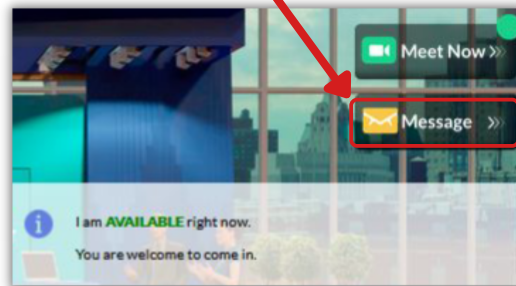 Meet Now
Message
I am AVAILABLE right now.
You are welcome to come in.